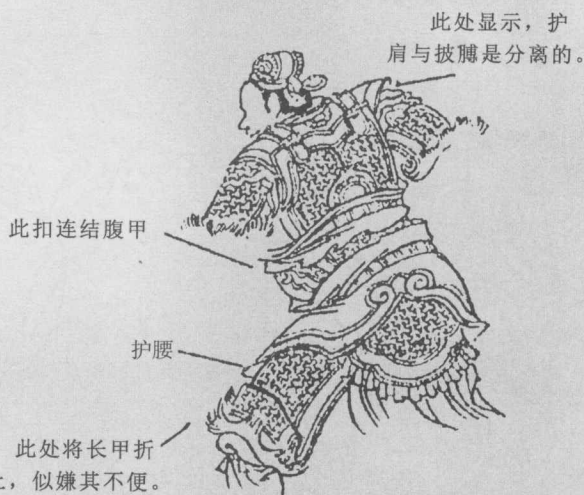 此处显示，护
肩与披膊是分离的。
此扣连结腹甲
护腰
此处将长甲折
，似嫌其不便。